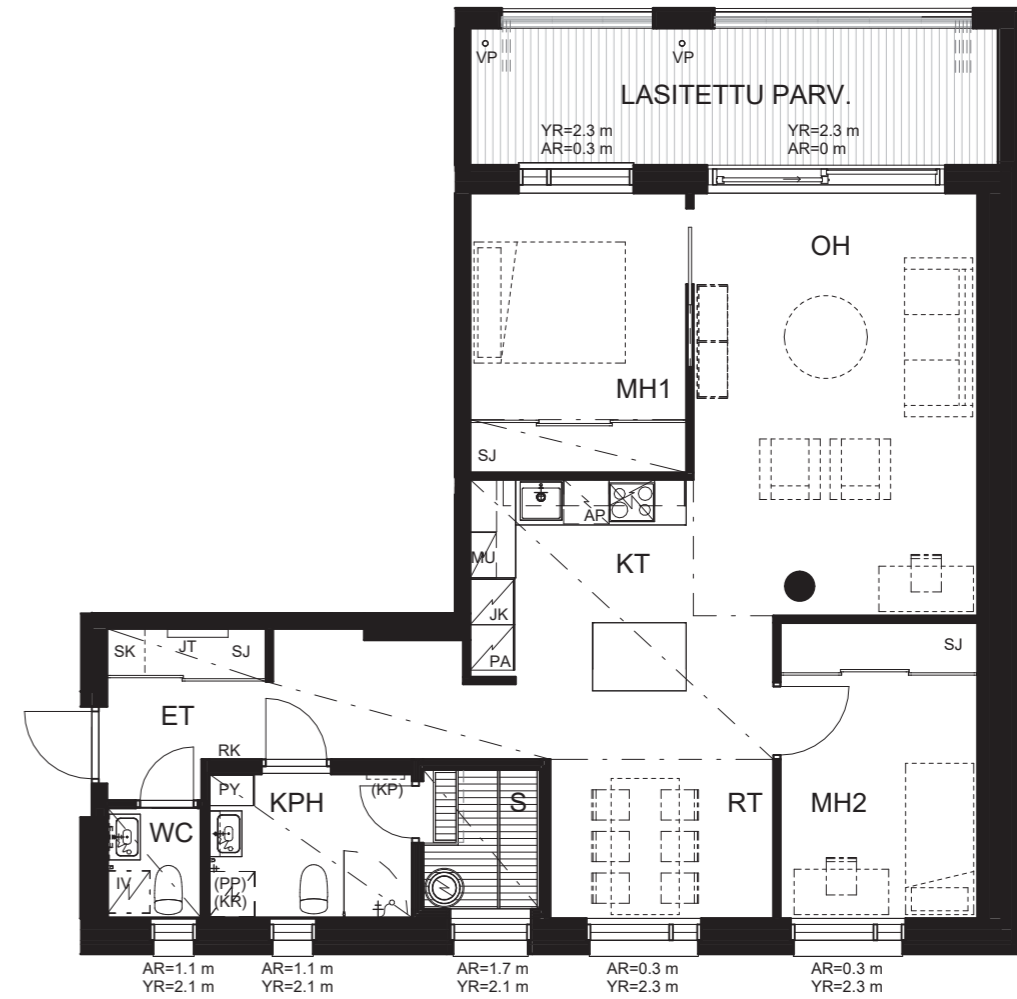 VP
VP
LASITETTU PARV.
YR=2.3 m
AR=0.3 m
YR=2.3 m
AR=0 m
OH
MH1
SJ
AP
MU
KT
JK
PA
SK
JT
SJ
SJ
ET
RK
PY
KPH
(KP)
S
RT
MH2
WC
IV
(PP)
(KR)
AR=1.1 m
YR=2.1 m
AR=1.1 m
YR=2.1 m
AR=1.7 m
YR=2.1 m
AR=0.3 m
YR=2.3 m
AR=0.3 m
YR=2.3 m